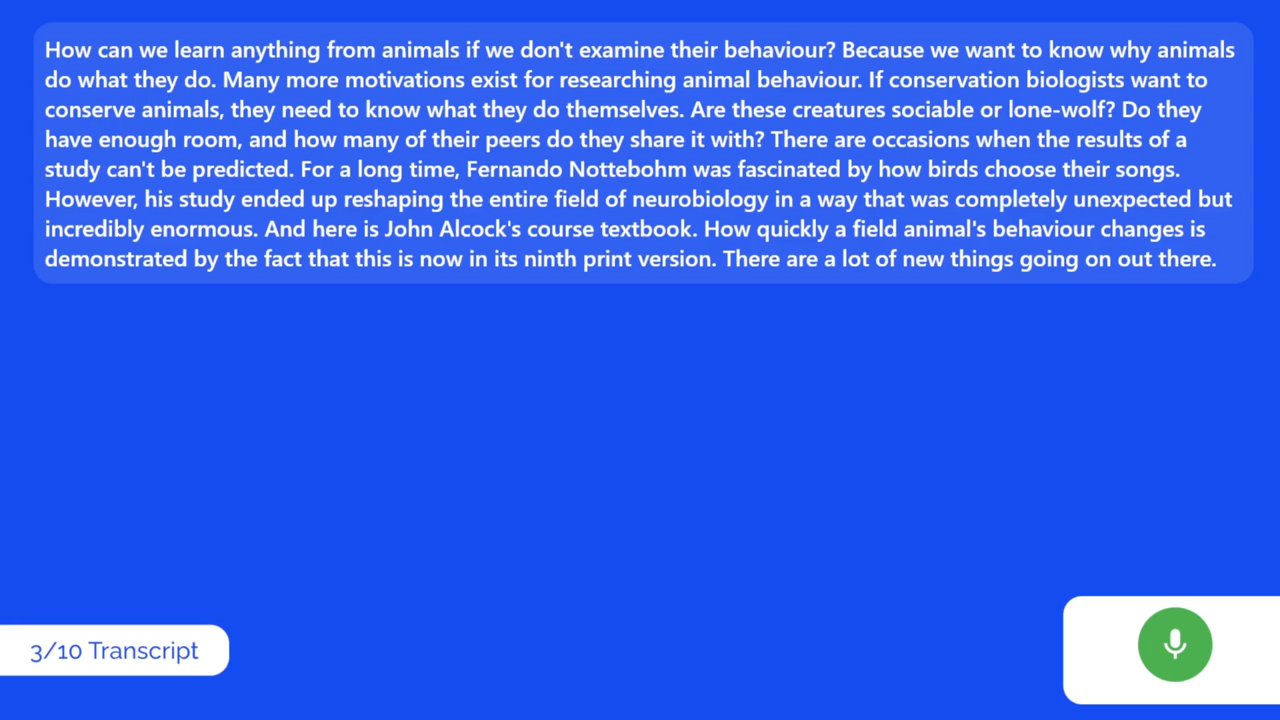 How can we learn anything from animals if we don't examine their behaviour? Because we want to know why animals
do what they do. Many more motivations exist for researching animal behaviour. If conservation biologists want to
conserve animals, they need to know what they do themselves. Are these creatures sociable or lone-wolf? Do they
have enough room, and how many of their peers do they share it with? There are occasions when the results of a
study can't be predicted. For a long time, Fernando Nottebohm was fascinated by how birds choose their songs.
However, his study ended up reshaping the entire field of neurobiology in a way that was completely unexpected but
incredibly enormous. And here is John Alcock's course textbook. How quickly a field animal's behaviour changes is
demonstrated by the fact that this is now in its ninth print version. There are a lot of new things going on out there.
3/10 Transcript